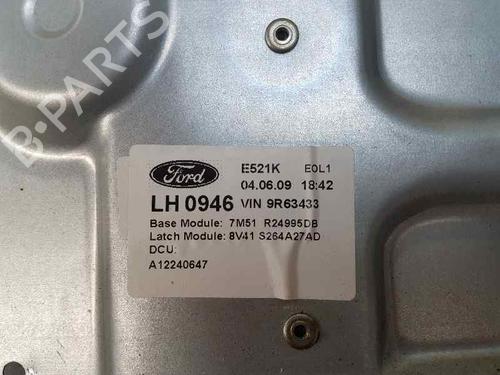 B-PARTS
Ford
E521K EOL1
04.06.09 18:42
LH 0946 VIN 9R63433
Base Module: 7M51 R24995DB
Latch Module: 8V41 S264A27AD
DCU:
A12240647